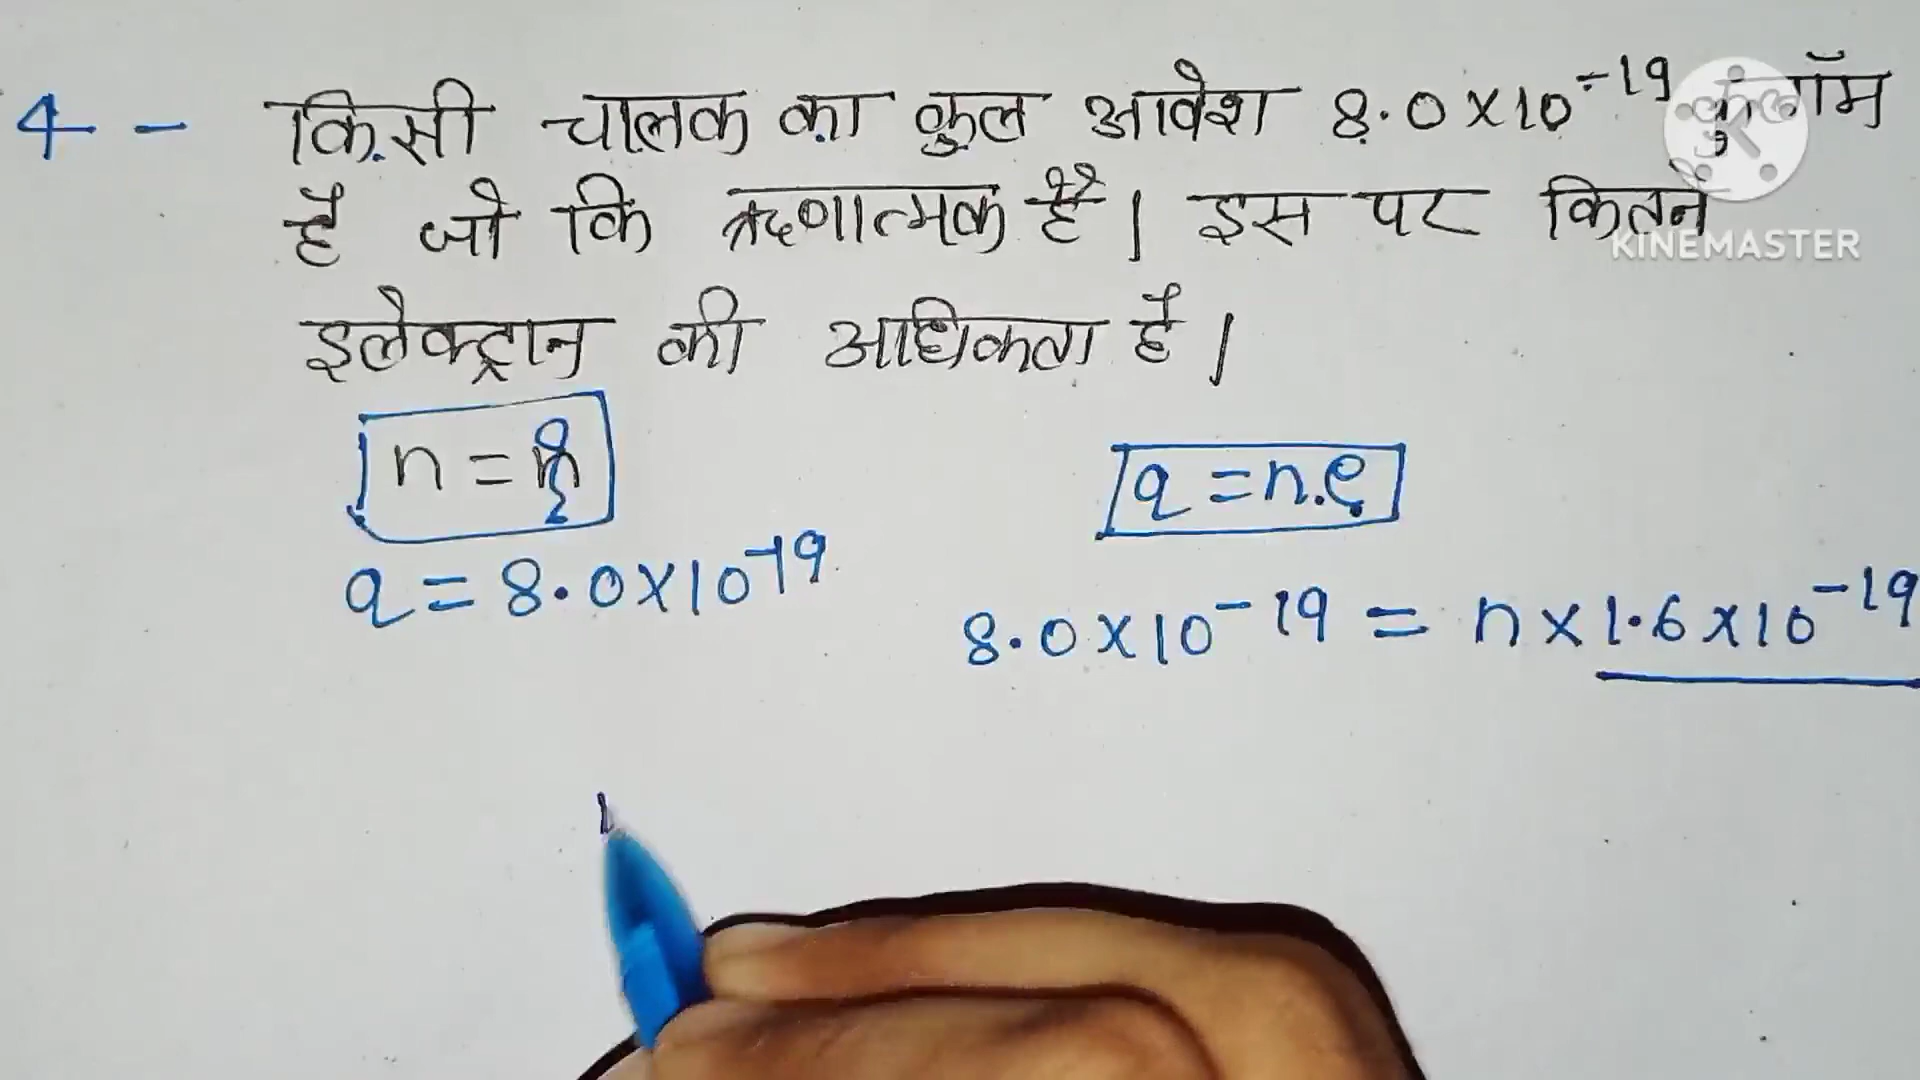 4 - किसी चालक का कुल आवेश 8.0×10⁻¹⁹ कुलॉम
है जो कि ऋणात्मक है। इस पर कितने
KINEMASTER
इलेक्ट्रान की अधिकता है।
n = ?
q = n.e
q = 8.0×10⁻¹⁹
8.0×10⁻¹⁹ = n×1.6×10⁻¹⁹